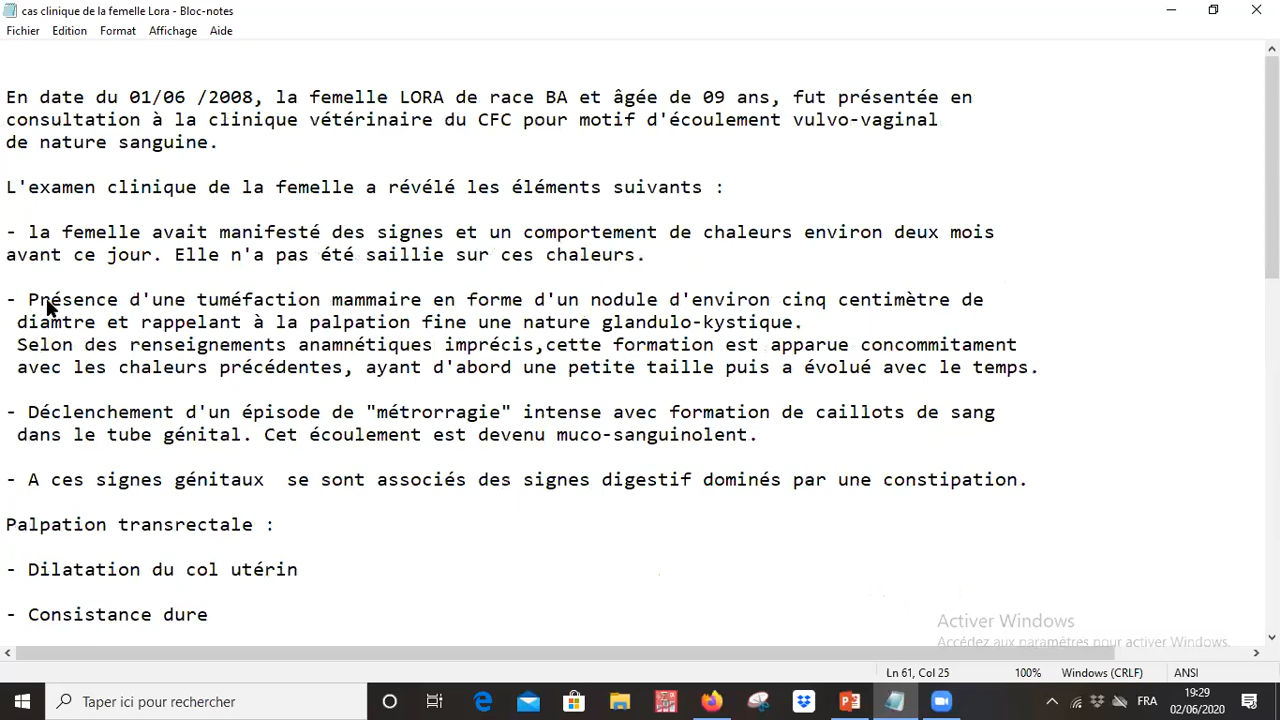 cas clinique de la femelle Lora - Bloc-notes
Fichier Edition Format Affichage Aide
En date du 01/06 /2008, la femelle LORA de race BA et âgée de 09 ans, fut présentée en
consultation à la clinique vétérinaire du CFC pour motif d'écoulement vulvo-vaginal
de nature sanguine.
L'examen clinique de la femelle a révélé les éléments suivants :
- la femelle avait manifesté des signes et un comportement de chaleurs environ deux mois
avant ce jour. Elle n'a pas été saillie sur ces chaleurs.
- Présence d'une tuméfaction mammaire en forme d'un nodule d'environ cinq centimètre de
diamtre et rappelant à la palpation fine une nature glandulo-kystique.
Selon des renseignements anamnétiques imprécis,cette formation est apparue concommitament
avec les chaleurs précédentes, ayant d'abord une petite taille puis a évolué avec le temps.
- Déclenchement d'un épisode de "métrorragie" intense avec formation de caillots de sang
dans le tube génital. Cet écoulement est devenu muco-sanguinolent.
- A ces signes génitaux  se sont associés des signes digestif dominés par une constipation.
Palpation transrectale :
- Dilatation du col utérin
- Consistance dure
Activer Windows
Accédez aux paramètres pour activer Windows.
Ln 61, Col 25 100% Windows (CRLF) ANSI
Taper ici pour rechercher
FRA
19:29
02/06/2020